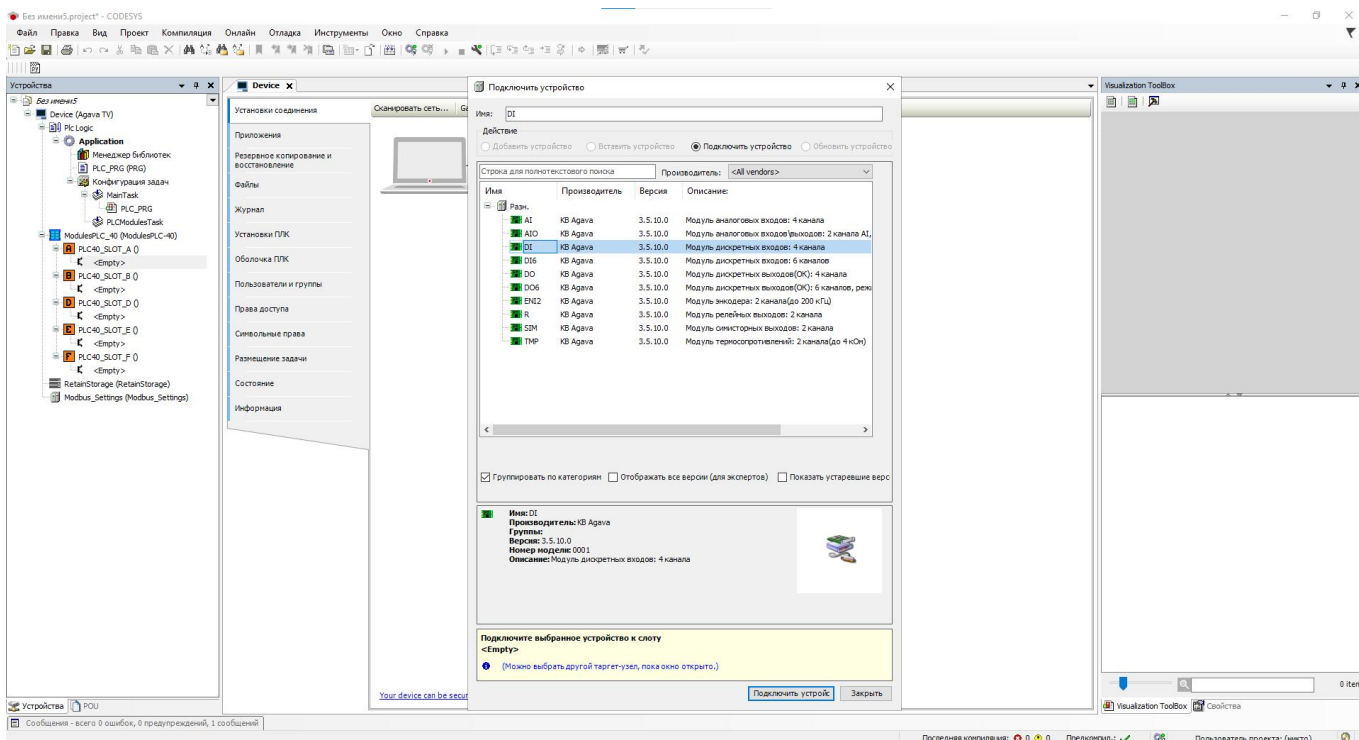 Без имени5.project* - CODESYS
Файл Правка Вид Проект Компиляция Онлайн Отладка Инструменты Окно Справка
Устройства
Без имени5
Device (Agava TV)
Plc Logic
Application
Менеджер библиотек
PLC_PRG (PRG)
Конфигурация задач
MainTask
PLC_PRG
PLCModulesTask
ModulesPLC_40 (ModulesPLC-40)
A PLC40_SLOT_A ()
<Empty>
B PLC40_SLOT_B ()
<Empty>
D PLC40_SLOT_D ()
<Empty>
E PLC40_SLOT_E ()
<Empty>
F PLC40_SLOT_F ()
<Empty>
RetainStorage (RetainStorage)
Modbus_Settings (Modbus_Settings)
Устройства POU
Device
Установки соединения
Приложения
Резервное копирование и
восстановление
Файлы
Журнал
Установки ПЛК
Оболочка ПЛК
Пользователи и группы
Права доступа
Символьные права
Размещение задачи
Состояние
Информация
Сканировать сеть... Ga
Your device can be secur
Подключить устройство
Имя: DI
Действие
Добавить устройство Вставить устройство Подключить устройство Обновить устройство
Строка для полнотекстового поиска Производитель: <All vendors>
Имя Производитель Версия Описание:
Разн.
AI KB Agava 3.5.10.0 Модуль аналоговых входов: 4 канала
AIO KB Agava 3.5.10.0 Модуль аналоговых входов\выходов: 2 канала AI,
DI KB Agava 3.5.10.0 Модуль дискретных входов: 4 канала
DI6 KB Agava 3.5.10.0 Модуль дискретных входов: 6 каналов
DO KB Agava 3.5.10.0 Модуль дискретных выходов(ОК): 4 канала
DO6 KB Agava 3.5.10.0 Модуль дискретных выходов(ОК): 6 каналов, режи
ENI2 KB Agava 3.5.10.0 Модуль энкодера: 2 канала(до 200 кГц)
R KB Agava 3.5.10.0 Модуль релейных выходов: 2 канала
SIM KB Agava 3.5.10.0 Модуль симисторных выходов: 2 канала
TMP KB Agava 3.5.10.0 Модуль термосопротивлений: 2 канала(до 4 кОм)
Группировать по категориям Отображать все версии (для экспертов) Показать устаревшие верс
Имя: DI
Производитель: KB Agava
Группы:
Версия: 3.5.10.0
Номер модели: 0001
Описание: Модуль дискретных входов: 4 канала
Подключите выбранное устройство к слоту
<Empty>
(Можно выбрать другой таргет-узел, пока окно открыто.)
Подключить устройс Закрыть
Visualization ToolBox
0 iten
Visualization ToolBox Свойства
Сообщения - всего 0 ошибок, 0 предупреждений, 1 сообщений
Последняя компиляция: 0 0 Предкомпил.: Пользователь проекта: (никто)